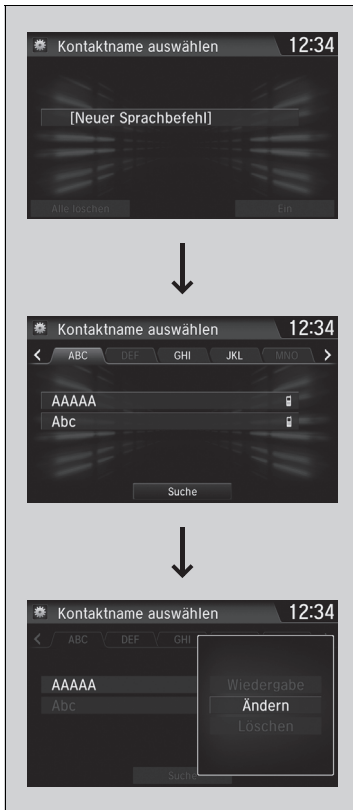 Kontaktname auswählen 12:34
[Neuer Sprachbefehl]
Alle löschen Ein
Kontaktname auswählen 12:34
ABC DEF GHI JKL MNO
AAAAA
Abc
Suche
Kontaktname auswählen 12:34
ABC DEF GHI
AAAAA
Abc
Wiedergabe
Ändern
Löschen
Suche